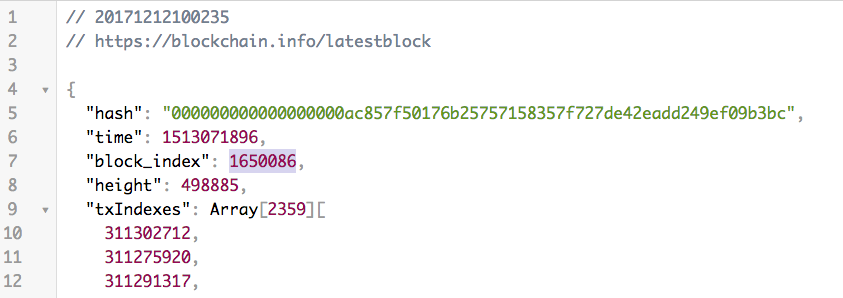 1 // 20171212100235
2 // https://blockchain.info/latestblock
3
4 {
5 "hash": "000000000000000000ac857f50176b25757158357f727de42eadd249ef09b3bc",
6 "time": 1513071896,
7 "block_index": 1650086,
8 "height": 498885,
9 "txIndexes": Array[2359][
10 311302712,
11 311275920,
12 311291317,